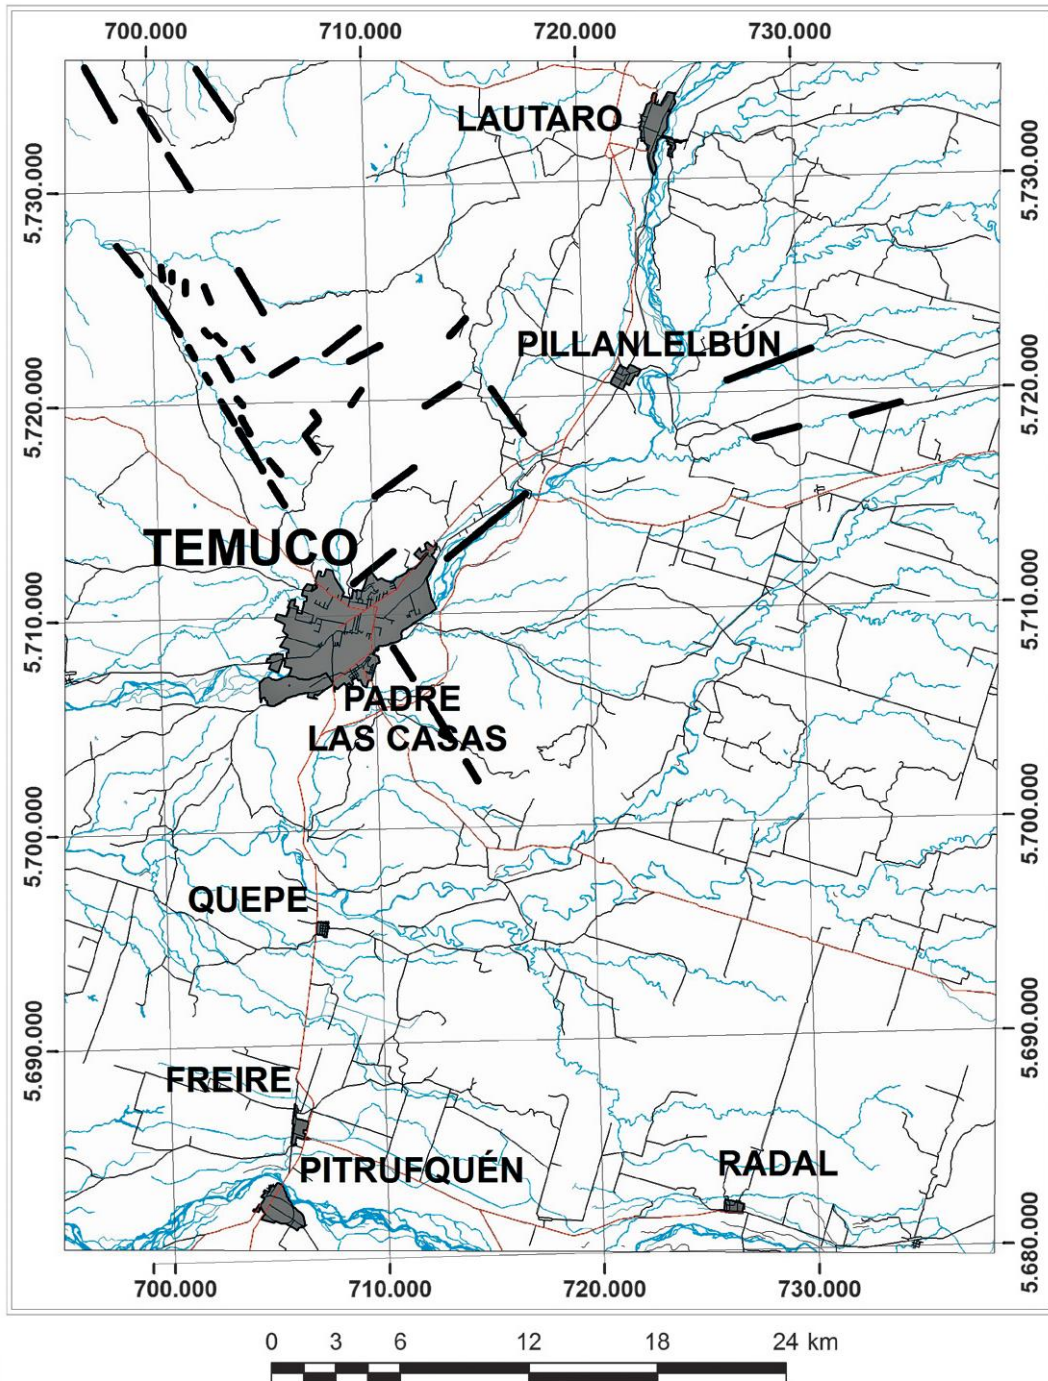 700.000 710.000 720.000 730.000
LAUTARO
5.730.000 5.730.000
PILLANLELBÚN
5.720.000 5.720.000
TEMUCO
5.710.000 5.710.000
PADRE
LAS CASAS
5.700.000 5.700.000
QUEPE
5.690.000 5.690.000
FREIRE
RADAL
PITRUFQUÉN
5.680.000
700.000 710.000 720.000 730.000
0 3 6 12 18 24 km